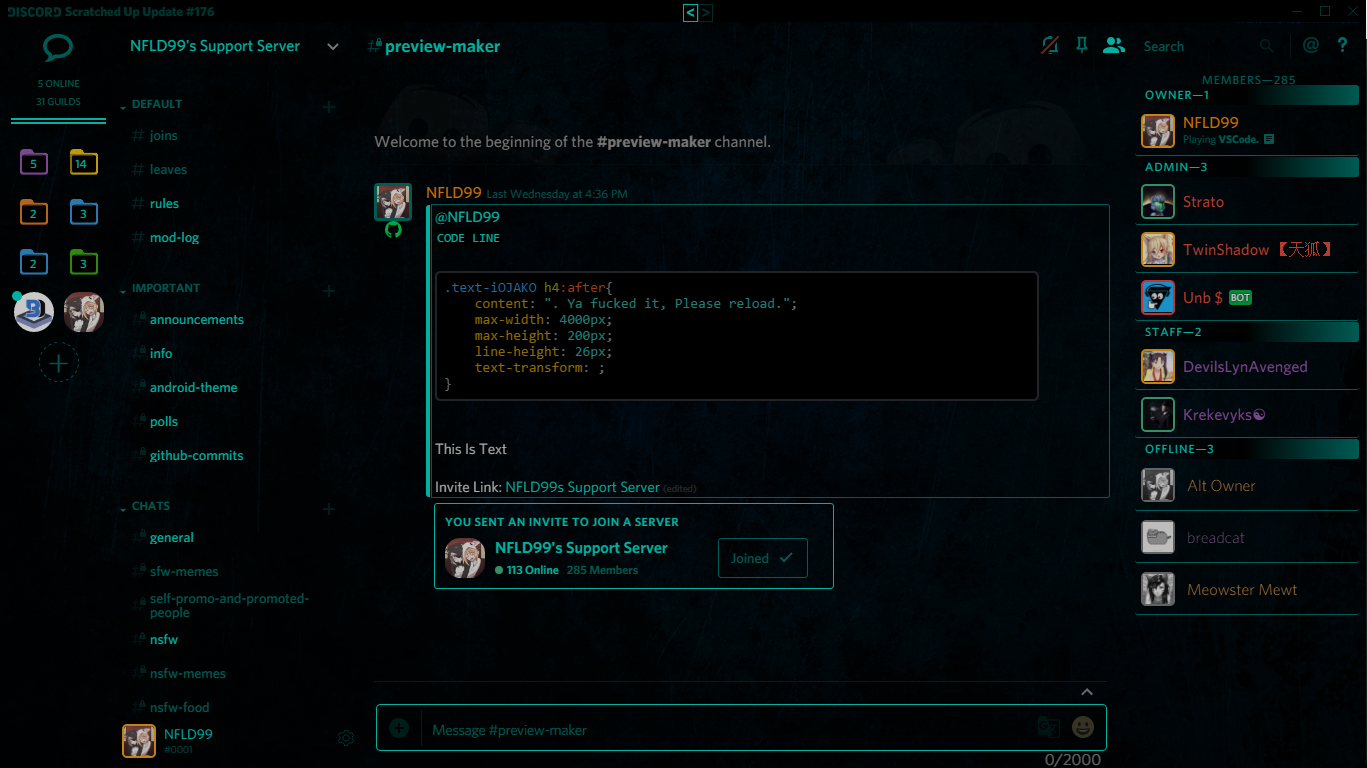 DISCORD Scratched Up Update #176
< >
NFLD99's Support Server
#preview-maker
Search
@ ?
5 ONLINE
31 GUILDS
5
14
2
3
2
3
DEFAULT
joins
leaves
rules
mod-log
IMPORTANT
announcements
info
android-theme
polls
github-commits
CHATS
general
sfw-memes
self-promo-and-promoted-
people
nsfw
nsfw-memes
nsfw-food
NFLD99
#0001
Welcome to the beginning of the #preview-maker channel.
NFLD99 Last Wednesday at 4:36 PM
@NFLD99
CODE LINE
.text-iOJAKO h4:after{
content: ". Ya fucked it, Please reload.";
max-width: 4000px;
max-height: 200px;
line-height: 26px;
text-transform: ;
}
This Is Text
Invite Link: NFLD99s Support Server (edited)
YOU SENT AN INVITE TO JOIN A SERVER
NFLD99's Support Server
113 Online 285 Members
Joined
Message #preview-maker
0/2000
MEMBERS—285
OWNER—1
NFLD99
Playing VSCode.
ADMIN—3
Strato
TwinShadow 【天狐】
Unb $ BOT
STAFF—2
DevilsLynAvenged
Krekevyks☯
OFFLINE—3
Alt Owner
breadcat
Meowster Mewt